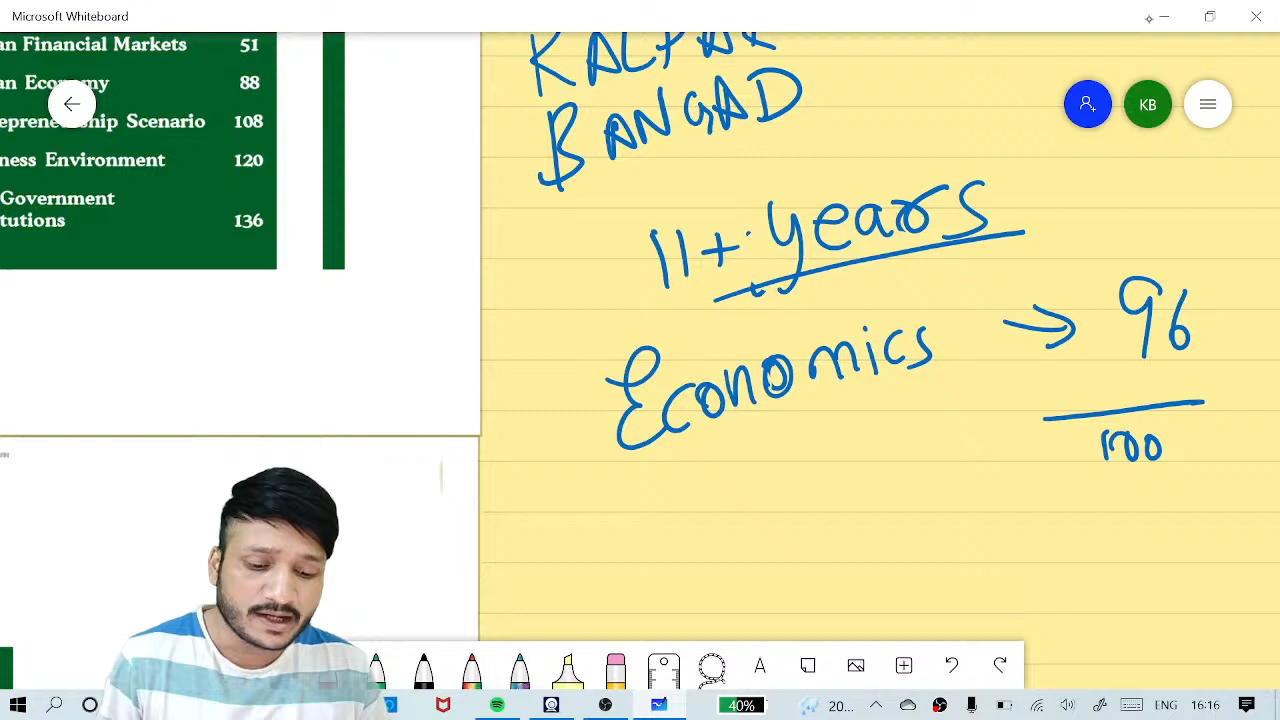 Microsoft Whiteboard
an Financial Markets 51
an Economy 88
epreneurship Scenario 108
ness Environment 120
Government
tutions 136
BANGAD
11+ years
Economics → 96
100
KB
A
40%
20...
ENG 16:16